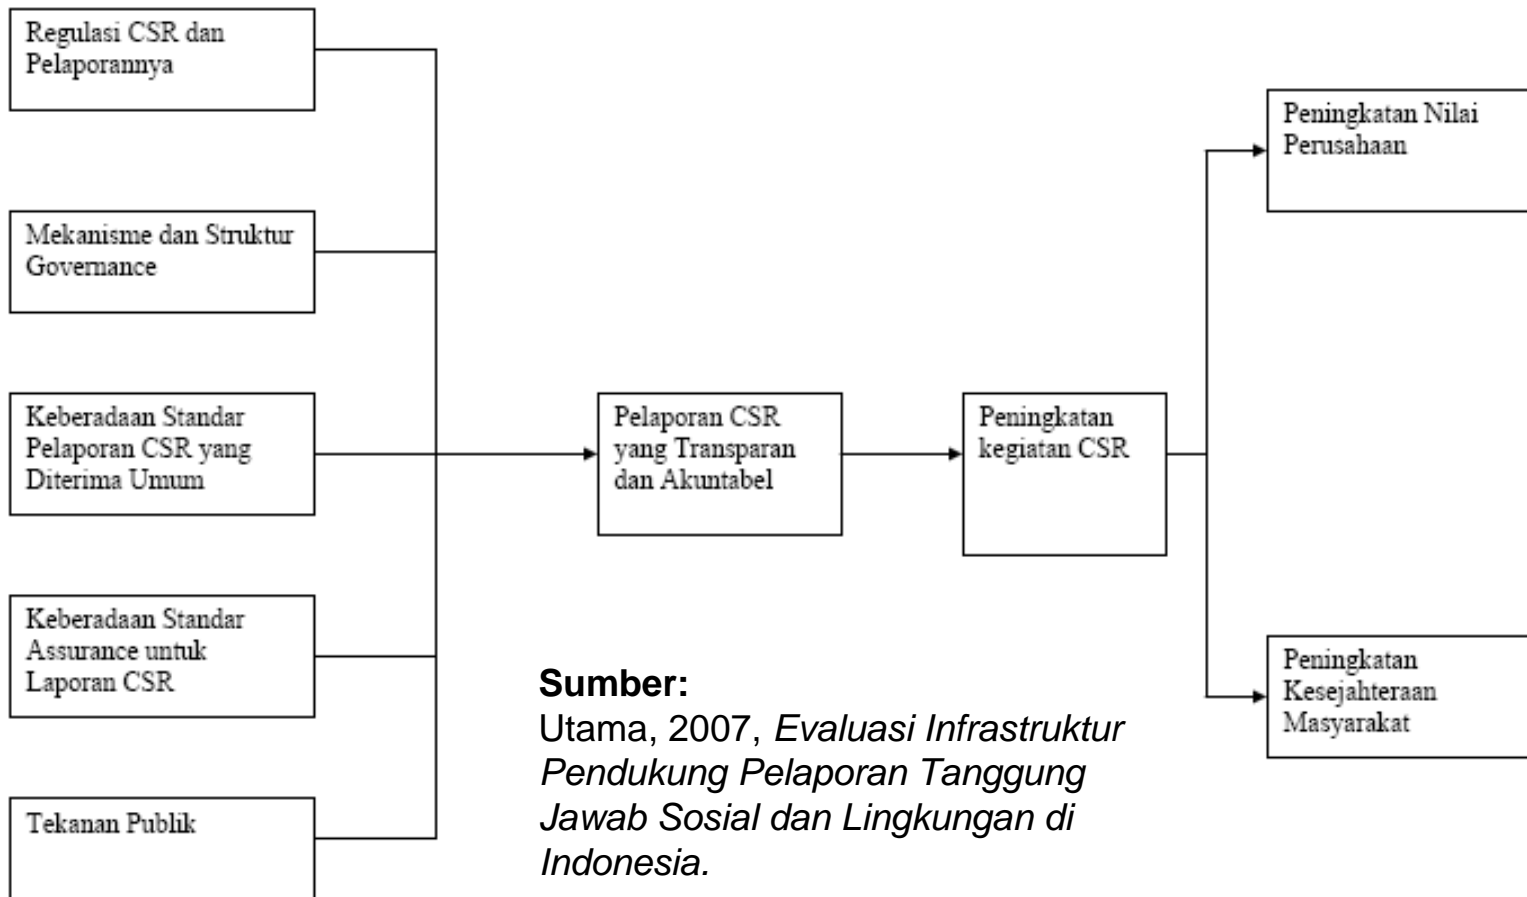 Regulasi CSR dan
Pelaporannya
Mekanisme dan Struktur
Governance
Keberadaan Standar
Pelaporan CSR yang
Diterima Umum
Keberadaan Standar
Assurance untuk
Laporan CSR
Tekanan Publik
Pelaporan CSR
yang Transparan
dan Akuntabel
Peningkatan
kegiatan CSR
Peningkatan Nilai
Perusahaan
Peningkatan
Kesejahteraan
Masyarakat
Sumber:
Utama, 2007, Evaluasi Infrastruktur
Pendukung Pelaporan Tanggung
Jawab Sosial dan Lingkungan di
Indonesia.